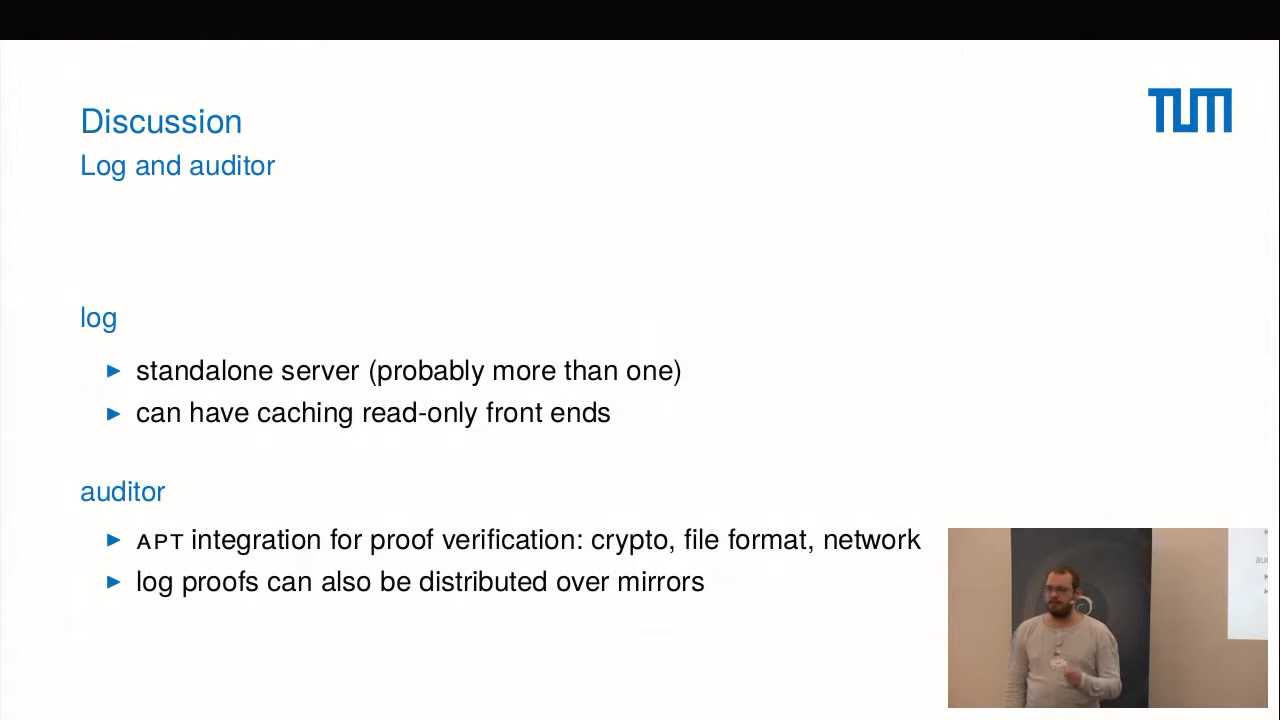 Discussion
TUM
Log and auditor
log
▶ standalone server (probably more than one)
▶ can have caching read-only front ends
auditor
▶ APT integration for proof verification: crypto, file format, network
▶ log proofs can also be distributed over mirrors